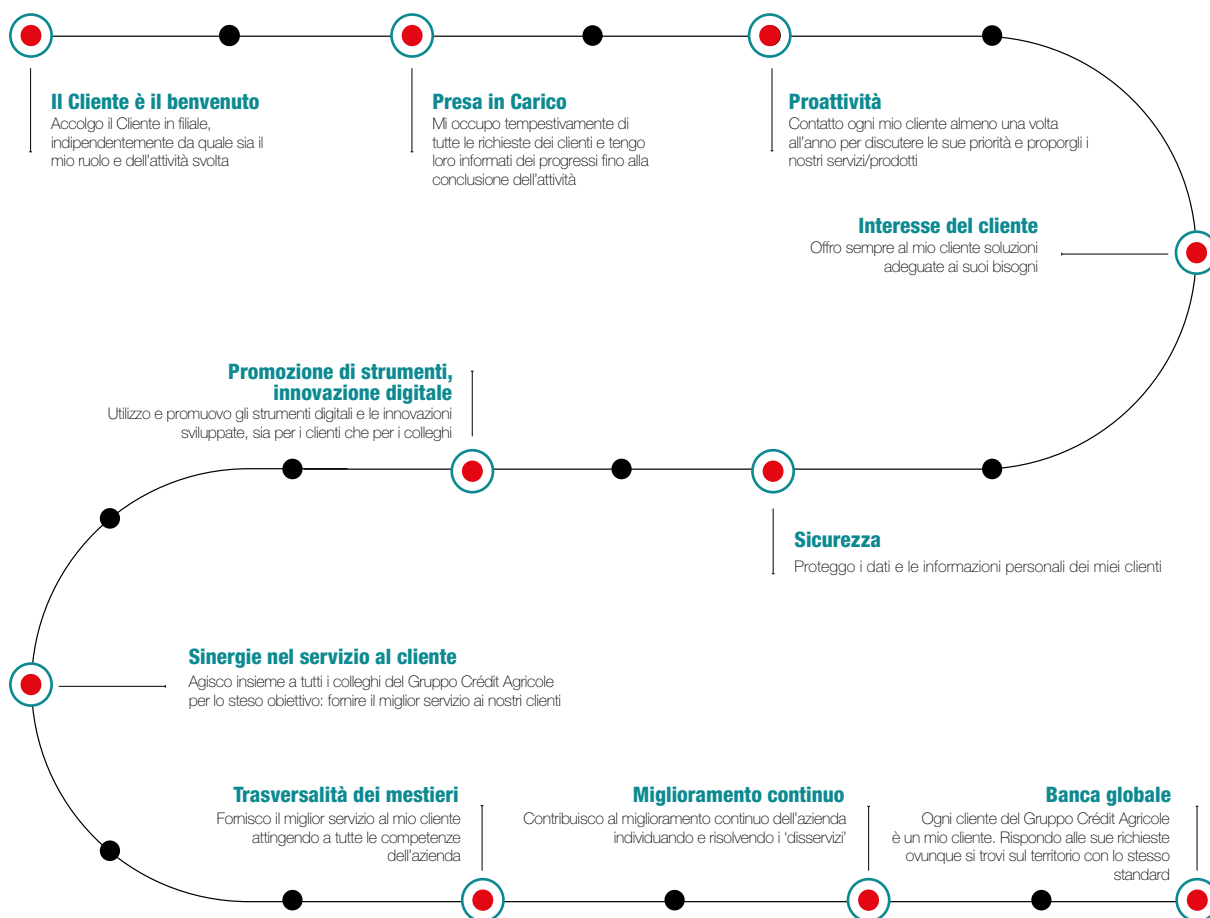 Il Cliente è il benvenuto
Accolgo il Cliente in filiale,
indipendentemente da quale sia il
mio ruolo e dell'attività svolta
Presa in Carico
Mi occupo tempestivamente di
tutte le richieste dei clienti e tengo
loro informati dei progressi fino alla
conclusione dell'attività
Proattività
Contatto ogni mio cliente almeno una volta
all'anno per discutere le sue priorità e proporgli i
nostri servizi/prodotti
Interesse del cliente
Offro sempre al mio cliente soluzioni
adeguate ai suoi bisogni
Promozione di strumenti,
innovazione digitale
Utilizzo e promuovo gli strumenti digitali e le innovazioni
sviluppate, sia per i clienti che per i colleghi
Sicurezza
Proteggo i dati e le informazioni personali dei miei clienti
Sinergie nel servizio al cliente
Agisco insieme a tutti i colleghi del Gruppo Crédit Agricole
per lo steso obiettivo: fornire il miglior servizio ai nostri clienti
Trasversalità dei mestieri
Fornisco il miglior servizio al mio cliente
attingendo a tutte le competenze
dell'azienda
Miglioramento continuo
Contribuisco al miglioramento continuo dell'azienda
individuando e risolvendo i 'disservizi'
Banca globale
Ogni cliente del Gruppo Crédit Agricole
è un mio cliente. Rispondo alle sue richieste
ovunque si trovi sul territorio con lo stesso
standard